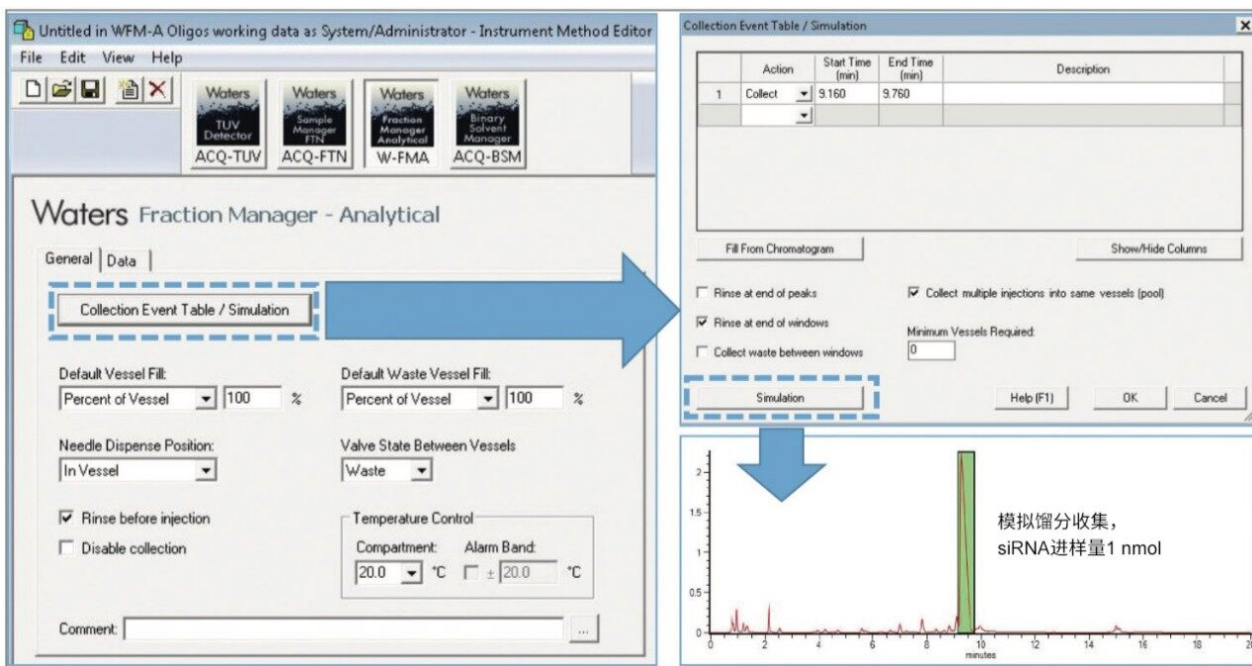 Untitled in WFM-A Oligos working data as System/Administrator - Instrument Method Editor
File Edit View Help
Waters TUV Detector
ACQ-TUV
Waters Sample Manager FTN
ACQ-FTN
Waters Fraction Manager Analytical
W-FMA
Waters Binary Solvent Manager
ACQ-BSM
Waters Fraction Manager - Analytical
General Data
Collection Event Table / Simulation
Default Vessel Fill: Default Waste Vessel Fill:
Percent of Vessel 100 % Percent of Vessel 100 %
Needle Dispense Position: Valve State Between Vessels
In Vessel Waste
Rinse before injection
Disable collection
Temperature Control
Compartment: Alarm Band:
20.0 °C ± 20.0 °C
Comment: ...
Collection Event Table / Simulation
Action Start Time (min) End Time (min) Description
1 Collect 9.160 9.760
Fill From Chromatogram Show/Hide Columns
Rinse at end of peaks
Collect multiple injections into same vessels (pool)
Rinse at end of windows
Minimum Vessels Required:
0
Collect waste between windows
Simulation Help (F1) OK Cancel
2
1.5
1
0.5
0
模拟馏分收集，
siRNA进样量1 nmol
0 2 4 6 8 10 12 14 16 18 20
minutes